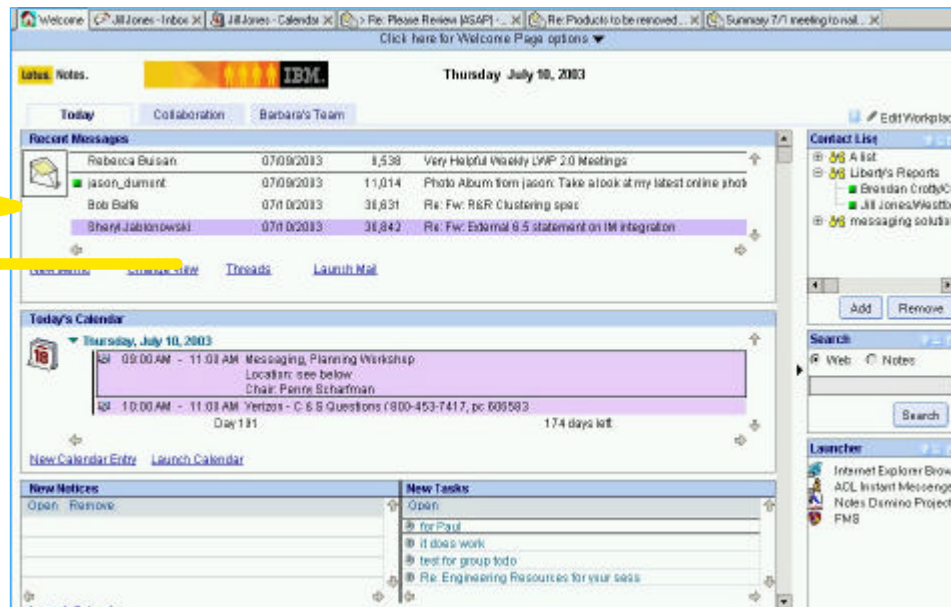 Welcome
Jill Jones - Inbox
Jill Jones - Calendar
> Re: Please Review [ASAP] - ...
Re: Products to be removed...
Summary 7/1 meeting to nail...
Click here for Welcome Page options
Lotus. Notes.
IBM.
Thursday July 10, 2003
Today
Collaboration
Barbara's Team
Edit Workplac
Recent Messages
Rebecca Buisan 07/09/2003 8,538 Very Helpful Weekly LWP 2.0 Meetings
jason_dumont 07/09/2003 11,014 Photo Album from jason: Take a look at my latest online phot
Bob Balfe 07/10/2003 38,631 Re: Fw: R&R Clustering spec
Sheryl Jablonowski 07/10/2003 38,842 Re: Fw: External 6.5 statement on IM integration
Threads
Launch Mail
Today's Calendar
Thursday, July 10, 2003
09:00 AM - 11:00 AM Messaging, Planning Workshop
Location: see below
Chair: Penny Scharfman
10:00 AM - 11:00 AM Verizon - C & S Questions (800-453-7417, pc 606583
Day 191
174 days left
New Calendar Entry
Launch Calendar
New Notices
Open Remove
New Tasks
Open
for Paul
it does work
test for group todo
Re: Engineering Resources for your sess
Contact List
A list
Liberty's Reports
Brendan Crotty/C
Jill Jones/Westfo
messaging solutio
Add
Remove
Search
Web
Notes
Search
Launcher
Internet Explorer Brow
AOL Instant Messenge
Notes Domino Project
FMS